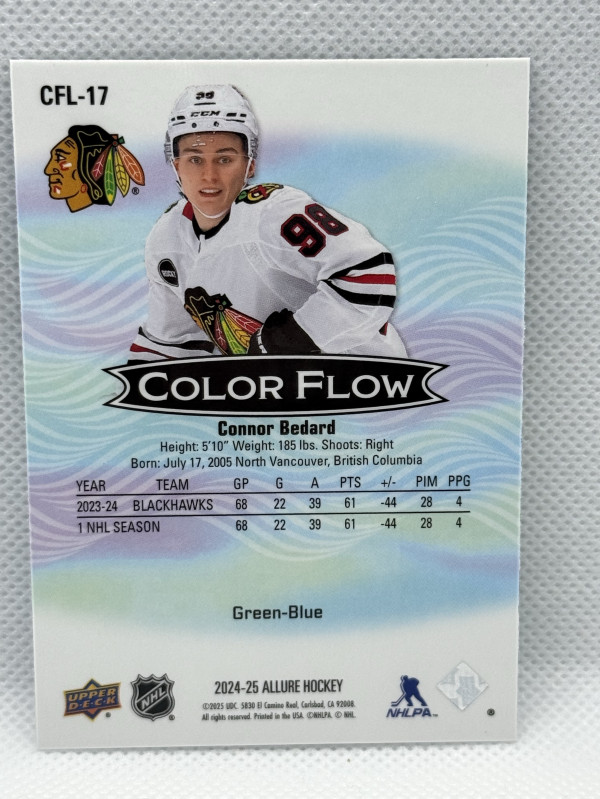 CFL-17
98
CCM
ROOKIE
98
COLOR FLOW
Connor Bedard
Height: 5'10" Weight: 185 lbs. Shoots: Right
Born: July 17, 2005 North Vancouver, British Columbia
YEAR TEAM GP G A PTS +/- PIM PPG
2023-24 BLACKHAWKS 68 22 39 61 -44 28 4
1 NHL SEASON 68 22 39 61 -44 28 4
Green-Blue
UPPER DECK
NHL
2024-25 ALLURE HOCKEY
©2025 UDC. 5830 El Camino Real, Carlsbad, CA 92008.
All rights reserved. Printed in the USA. ©NHLPA. © NHL.
NHLPA